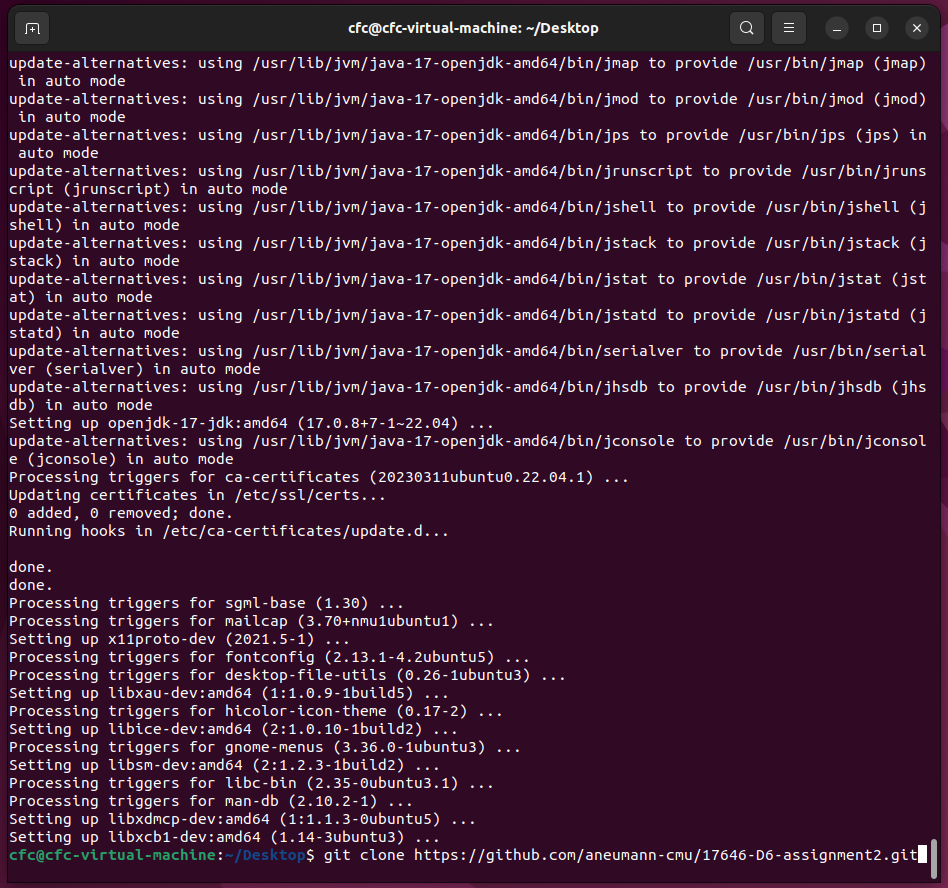 cfc@cfc-virtual-machine: ~/Desktop
update-alternatives: using /usr/lib/jvm/java-17-openjdk-amd64/bin/jmap to provide /usr/bin/jmap (jmap)
 in auto mode
update-alternatives: using /usr/lib/jvm/java-17-openjdk-amd64/bin/jmod to provide /usr/bin/jmod (jmod)
 in auto mode
update-alternatives: using /usr/lib/jvm/java-17-openjdk-amd64/bin/jps to provide /usr/bin/jps (jps) in
 auto mode
update-alternatives: using /usr/lib/jvm/java-17-openjdk-amd64/bin/jrunscript to provide /usr/bin/jruns
cript (jrunscript) in auto mode
update-alternatives: using /usr/lib/jvm/java-17-openjdk-amd64/bin/jshell to provide /usr/bin/jshell (j
shell) in auto mode
update-alternatives: using /usr/lib/jvm/java-17-openjdk-amd64/bin/jstack to provide /usr/bin/jstack (j
stack) in auto mode
update-alternatives: using /usr/lib/jvm/java-17-openjdk-amd64/bin/jstat to provide /usr/bin/jstat (jst
at) in auto mode
update-alternatives: using /usr/lib/jvm/java-17-openjdk-amd64/bin/jstatd to provide /usr/bin/jstatd (j
statd) in auto mode
update-alternatives: using /usr/lib/jvm/java-17-openjdk-amd64/bin/serialver to provide /usr/bin/serial
ver (serialver) in auto mode
update-alternatives: using /usr/lib/jvm/java-17-openjdk-amd64/bin/jhsdb to provide /usr/bin/jhsdb (jhs
db) in auto mode
Setting up openjdk-17-jdk:amd64 (17.0.8+7-1~22.04) ...
update-alternatives: using /usr/lib/jvm/java-17-openjdk-amd64/bin/jconsole to provide /usr/bin/jconsol
e (jconsole) in auto mode
Processing triggers for ca-certificates (20230311ubuntu0.22.04.1) ...
Updating certificates in /etc/ssl/certs...
0 added, 0 removed; done.
Running hooks in /etc/ca-certificates/update.d...

done.
done.
Processing triggers for sgml-base (1.30) ...
Processing triggers for mailcap (3.70+nmu1ubuntu1) ...
Setting up x11proto-dev (2021.5-1) ...
Processing triggers for fontconfig (2.13.1-4.2ubuntu5) ...
Processing triggers for desktop-file-utils (0.26-1ubuntu3) ...
Setting up libxau-dev:amd64 (1:1.0.9-1build5) ...
Processing triggers for hicolor-icon-theme (0.17-2) ...
Setting up libice-dev:amd64 (2:1.0.10-1build2) ...
Processing triggers for gnome-menus (3.36.0-1ubuntu3) ...
Setting up libsm-dev:amd64 (2:1.2.3-1build2) ...
Processing triggers for libc-bin (2.35-0ubuntu3.1) ...
Processing triggers for man-db (2.10.2-1) ...
Setting up libxdmcp-dev:amd64 (1:1.1.3-0ubuntu5) ...
Setting up libxcb1-dev:amd64 (1.14-3ubuntu3) ...
cfc@cfc-virtual-machine:~/Desktop$ git clone https://github.com/aneumann-cmu/17646-D6-assignment2.git